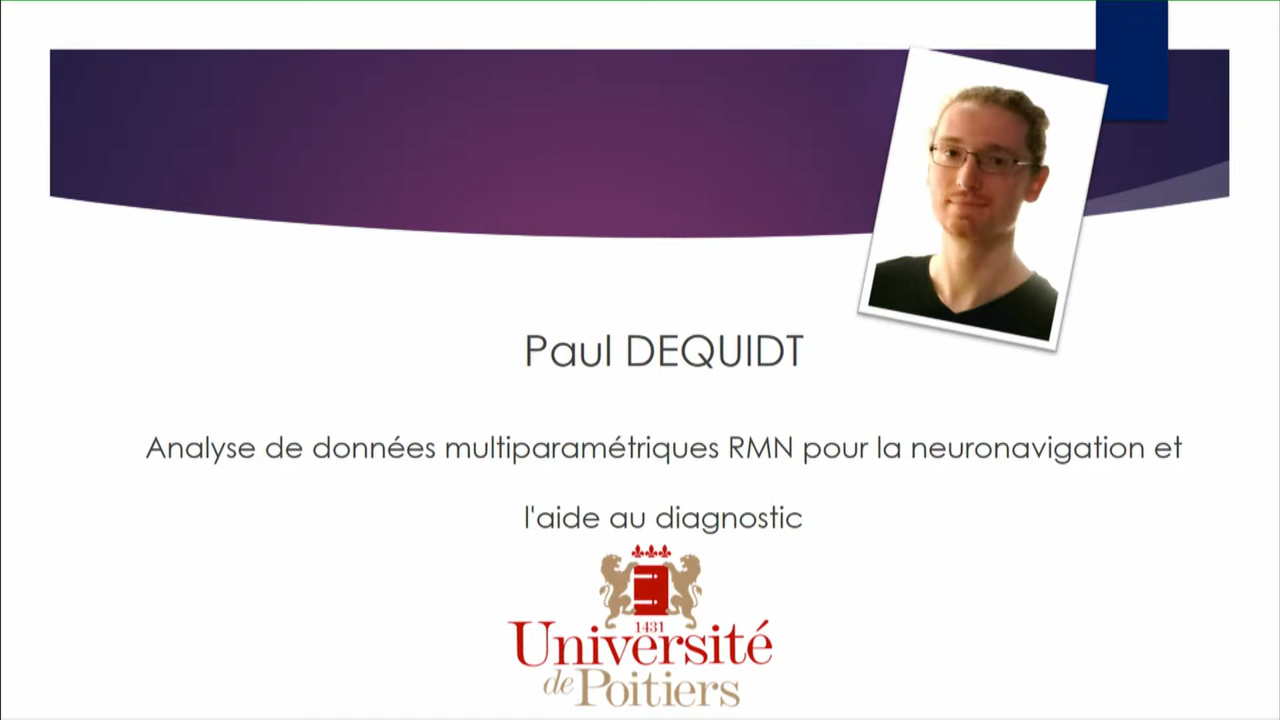 Paul DEQUIDT
Analyse de données multiparamétriques RMN pour la neuronavigation et
l'aide au diagnostic
1431
Université
de Poitiers